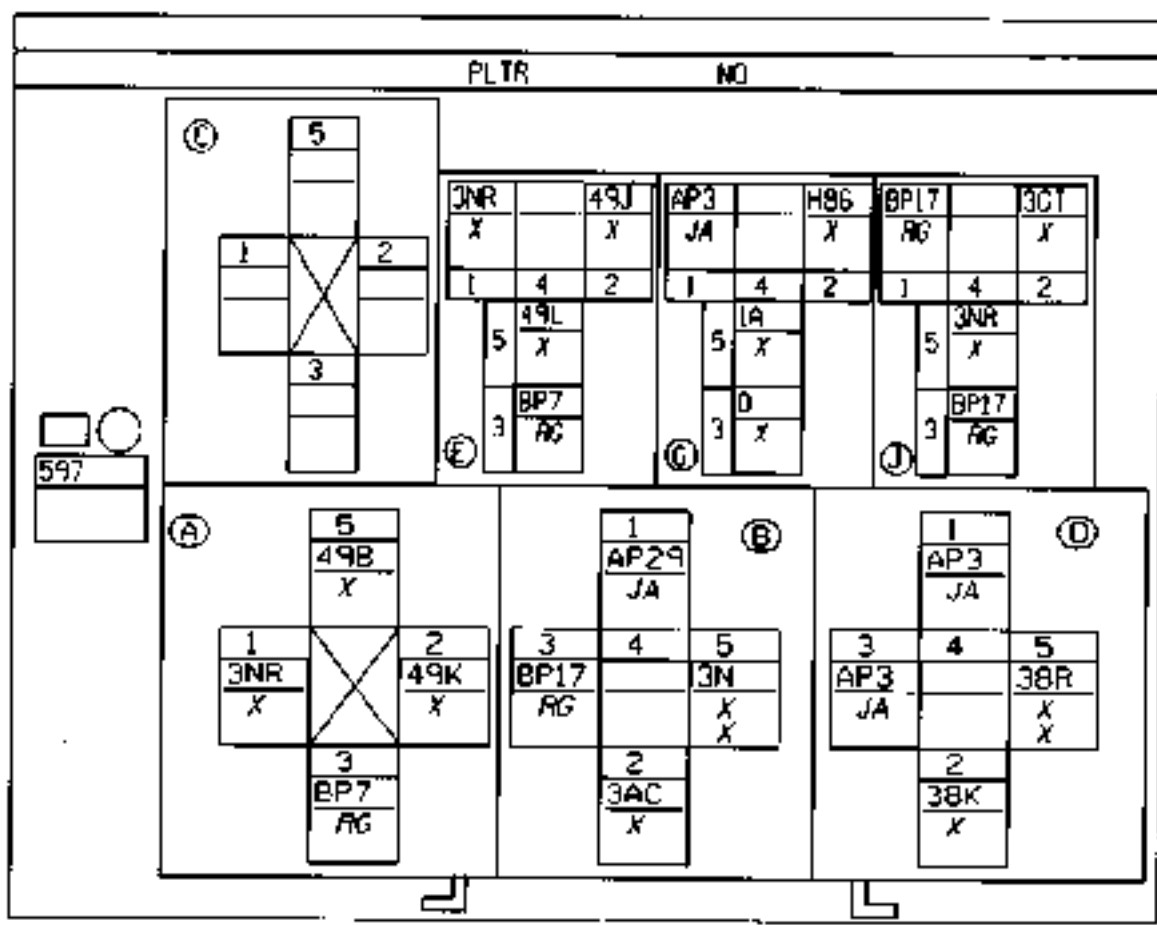 PLTR NO
C
5
1 2
3
3NR 49J
X X
1 4 2
5 49L
X
3 BP7
RG
E
AP3 H86
JA X
1 4 2
5 1A
X
3 D
X
G
BP17 3CT
RG X
1 4 2
5 3NR
X
3 BP17
RG
J
597
A
5
49B
X
1 2
3NR 49K
X X
3
BP7
RG
B
1
AP29
JA
3 4 5
BP17 3N
RG X
X
2
3AC
X
D
1
AP3
JA
3 4 5
AP3 38R
JA X
X
2
38K
X